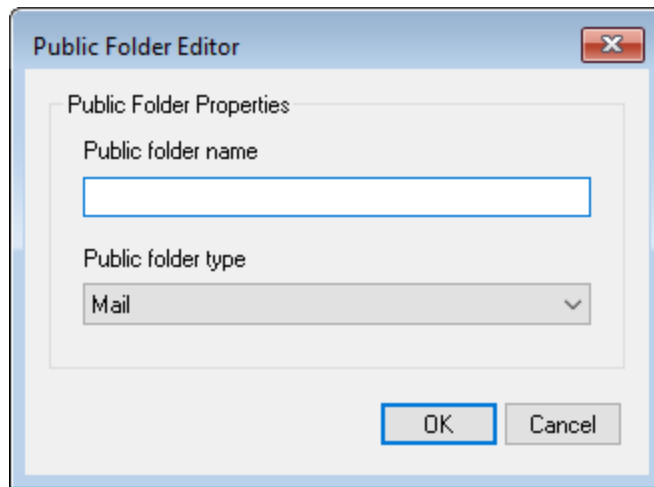 Public Folder Editor
Public Folder Properties
Public folder name
Public folder type
Mail
OK Cancel